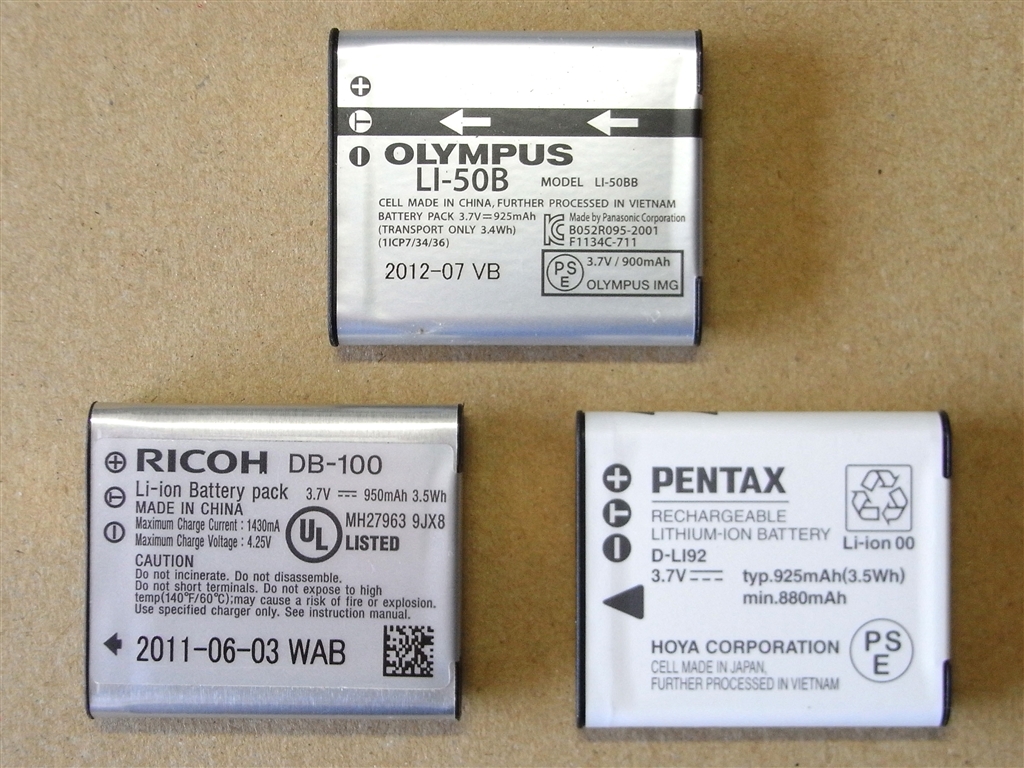 OLYMPUS
LI-50B MODEL LI-50BB
CELL MADE IN CHINA, FURTHER PROCESSED IN VIETNAM
BATTERY PACK 3.7V⎓925mAh
(TRANSPORT ONLY 3.4Wh)
(1ICP7/34/36)
Made by Panasonic Corporation
B052R095-2001
F1134C-711
2012-07 VB
PSE
3.7V / 900mAh
OLYMPUS IMG
RICOH DB-100
Li-ion Battery pack 3.7V ⎓ 950mAh 3.5Wh
MADE IN CHINA
Maximum Charge Current : 1430mA
Maximum Charge Voltage : 4.25V
UL
MH27963 9JX8
LISTED
CAUTION
Do not incinerate. Do not disassemble.
Do not short terminals. Do not expose to high
temp(140°F/60°C);may cause a risk of fire or explosion.
Use specified charger only. See instruction manual.
2011-06-03 WAB
PENTAX
RECHARGEABLE
LITHIUM-ION BATTERY
Li-ion 00
D-LI92
3.7V⎓ typ.925mAh(3.5Wh)
min.880mAh
HOYA CORPORATION
CELL MADE IN JAPAN,
FURTHER PROCESSED IN VIETNAM
PSE